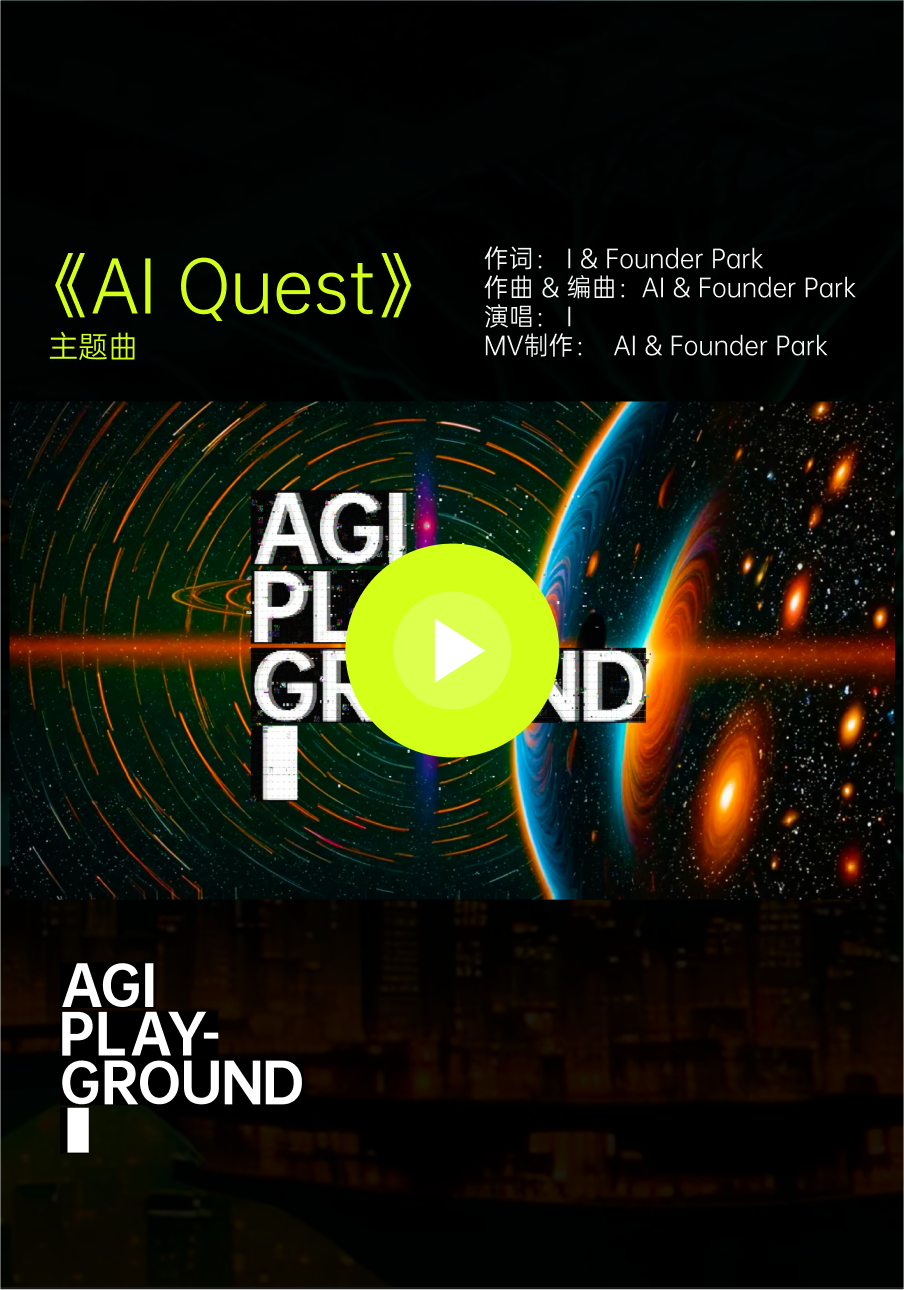 《AI Quest》
主题曲
作词： I & Founder Park
作曲 & 编曲：AI & Founder Park
演唱： I
MV制作： AI & Founder Park
AGI
PL
GR ND
AGI
PLAY-
GROUND